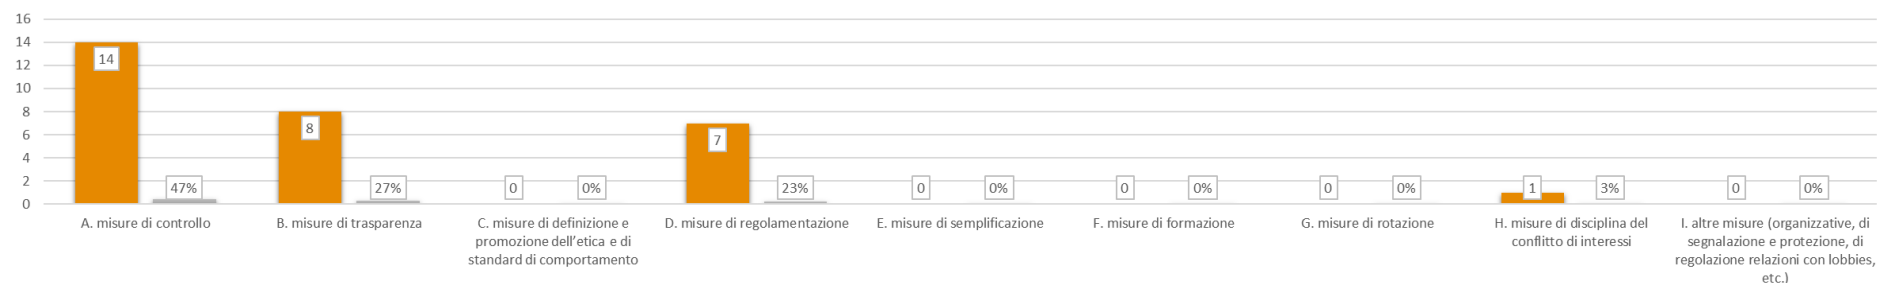 16
14
12
10
8
6
4
2
0
14
47%
8
27%
0
0%
7
23%
0
0%
0
0%
0
0%
1
3%
0
0%
A. misure di controllo
B. misure di trasparenza
C. misure di definizione e
promozione dell’etica e di
standard di comportamento
D. misure di regolamentazione
E. misure di semplificazione
F. misure di formazione
G. misure di rotazione
H. misure di disciplina del
conflitto di interessi
I. altre misure (organizzative, di
segnalazione e protezione, di
regolazione relazioni con lobbies,
etc.)